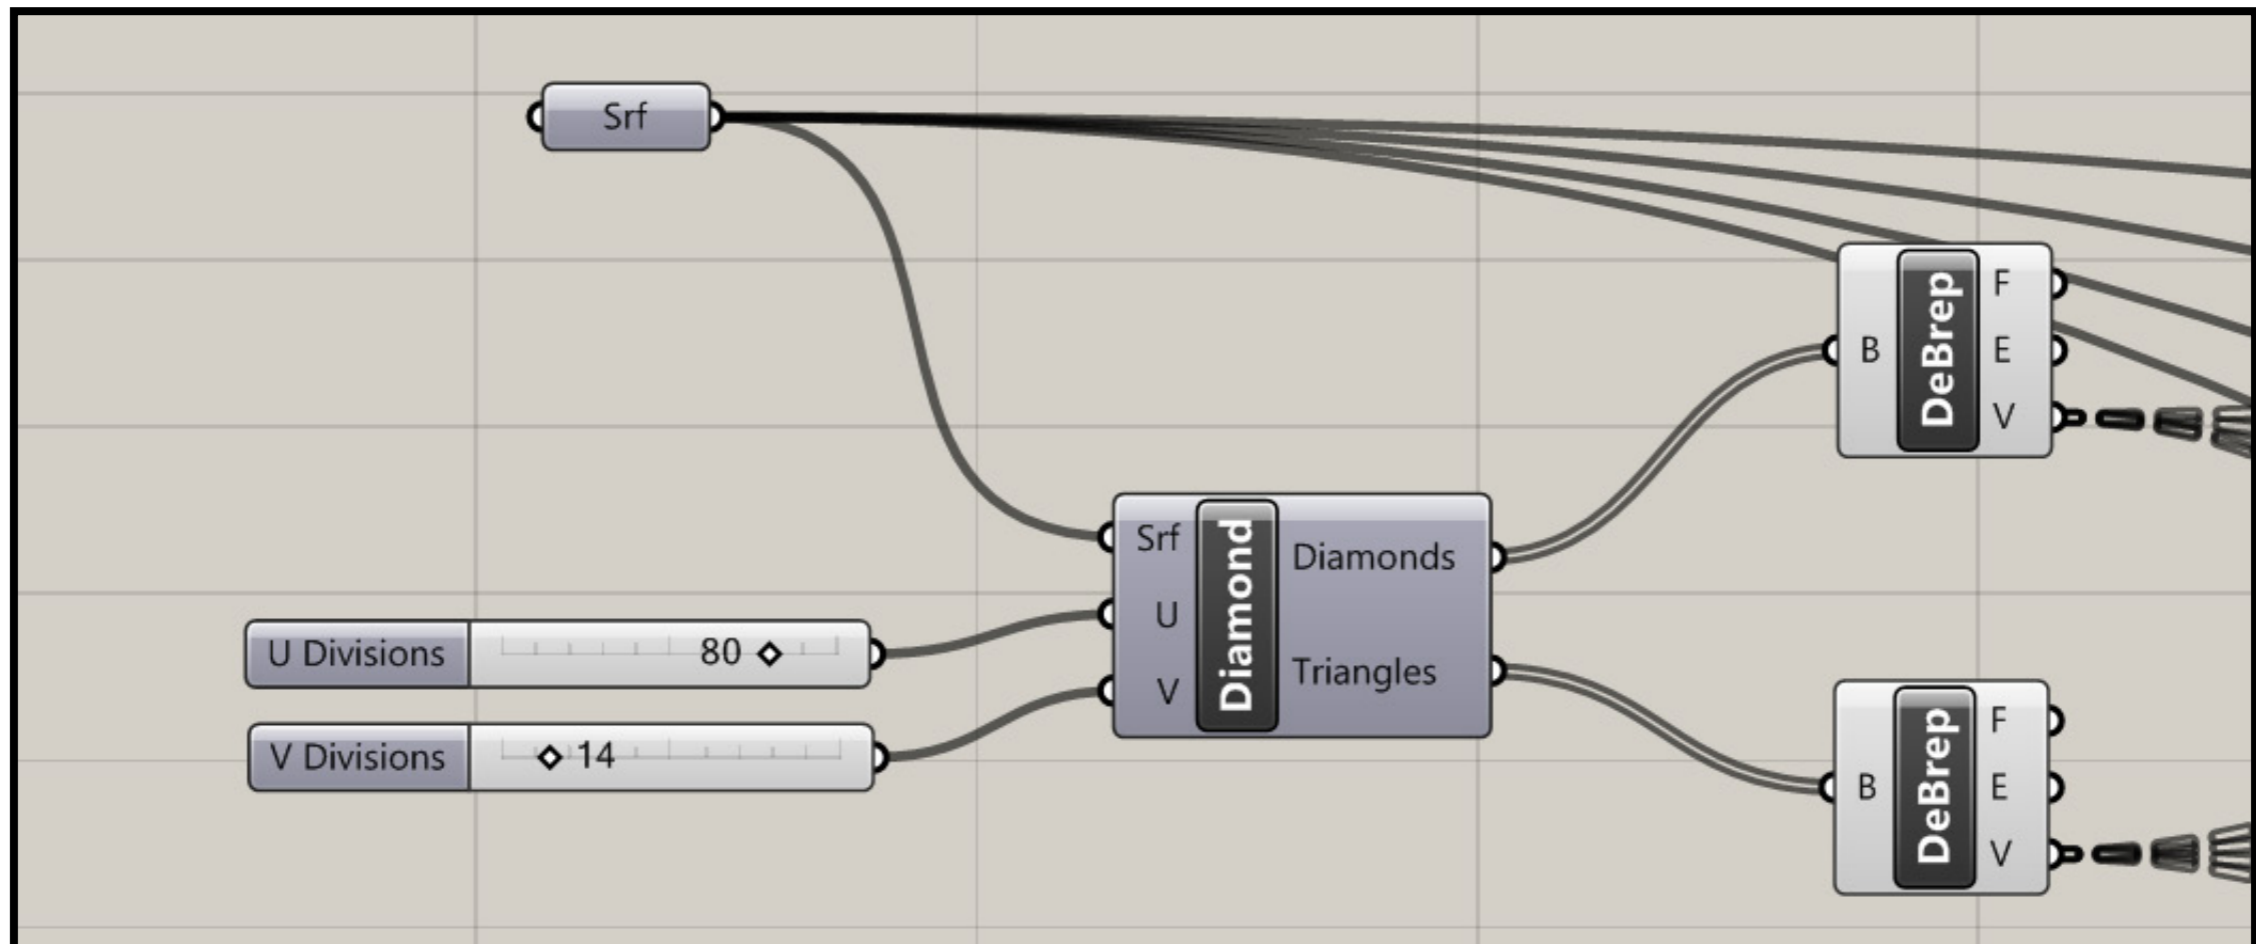 Srf
F
B
DeBrep
E
V
Srf
Diamond
Diamonds
U
Triangles
V
U Divisions
80
V Divisions
14
F
B
DeBrep
E
V